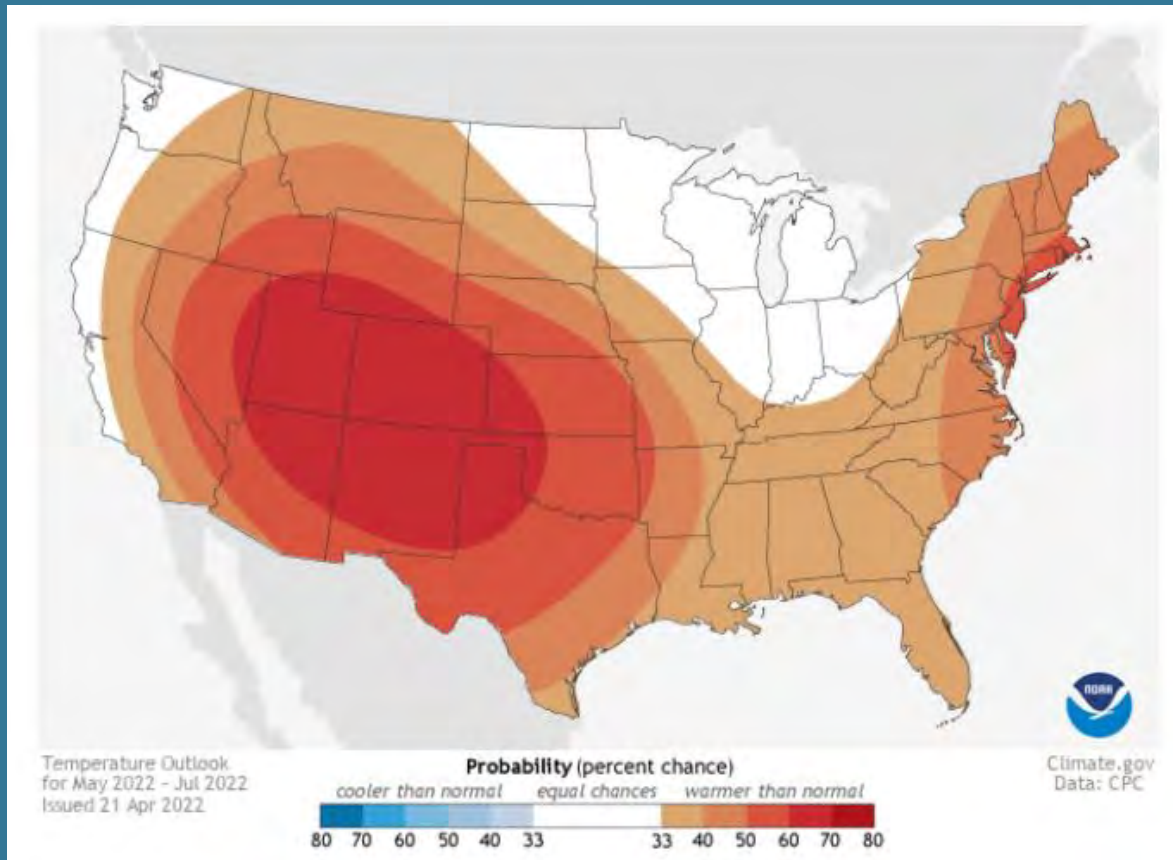 NOAA
Temperature Outlook
for May 2022 - Jul 2022
Issued 21 Apr 2022
Probability (percent chance)
cooler than normal equal chances warmer than normal
80 70 60 50 40 33 33 40 50 60 70 80
Climate.gov
Data: CPC